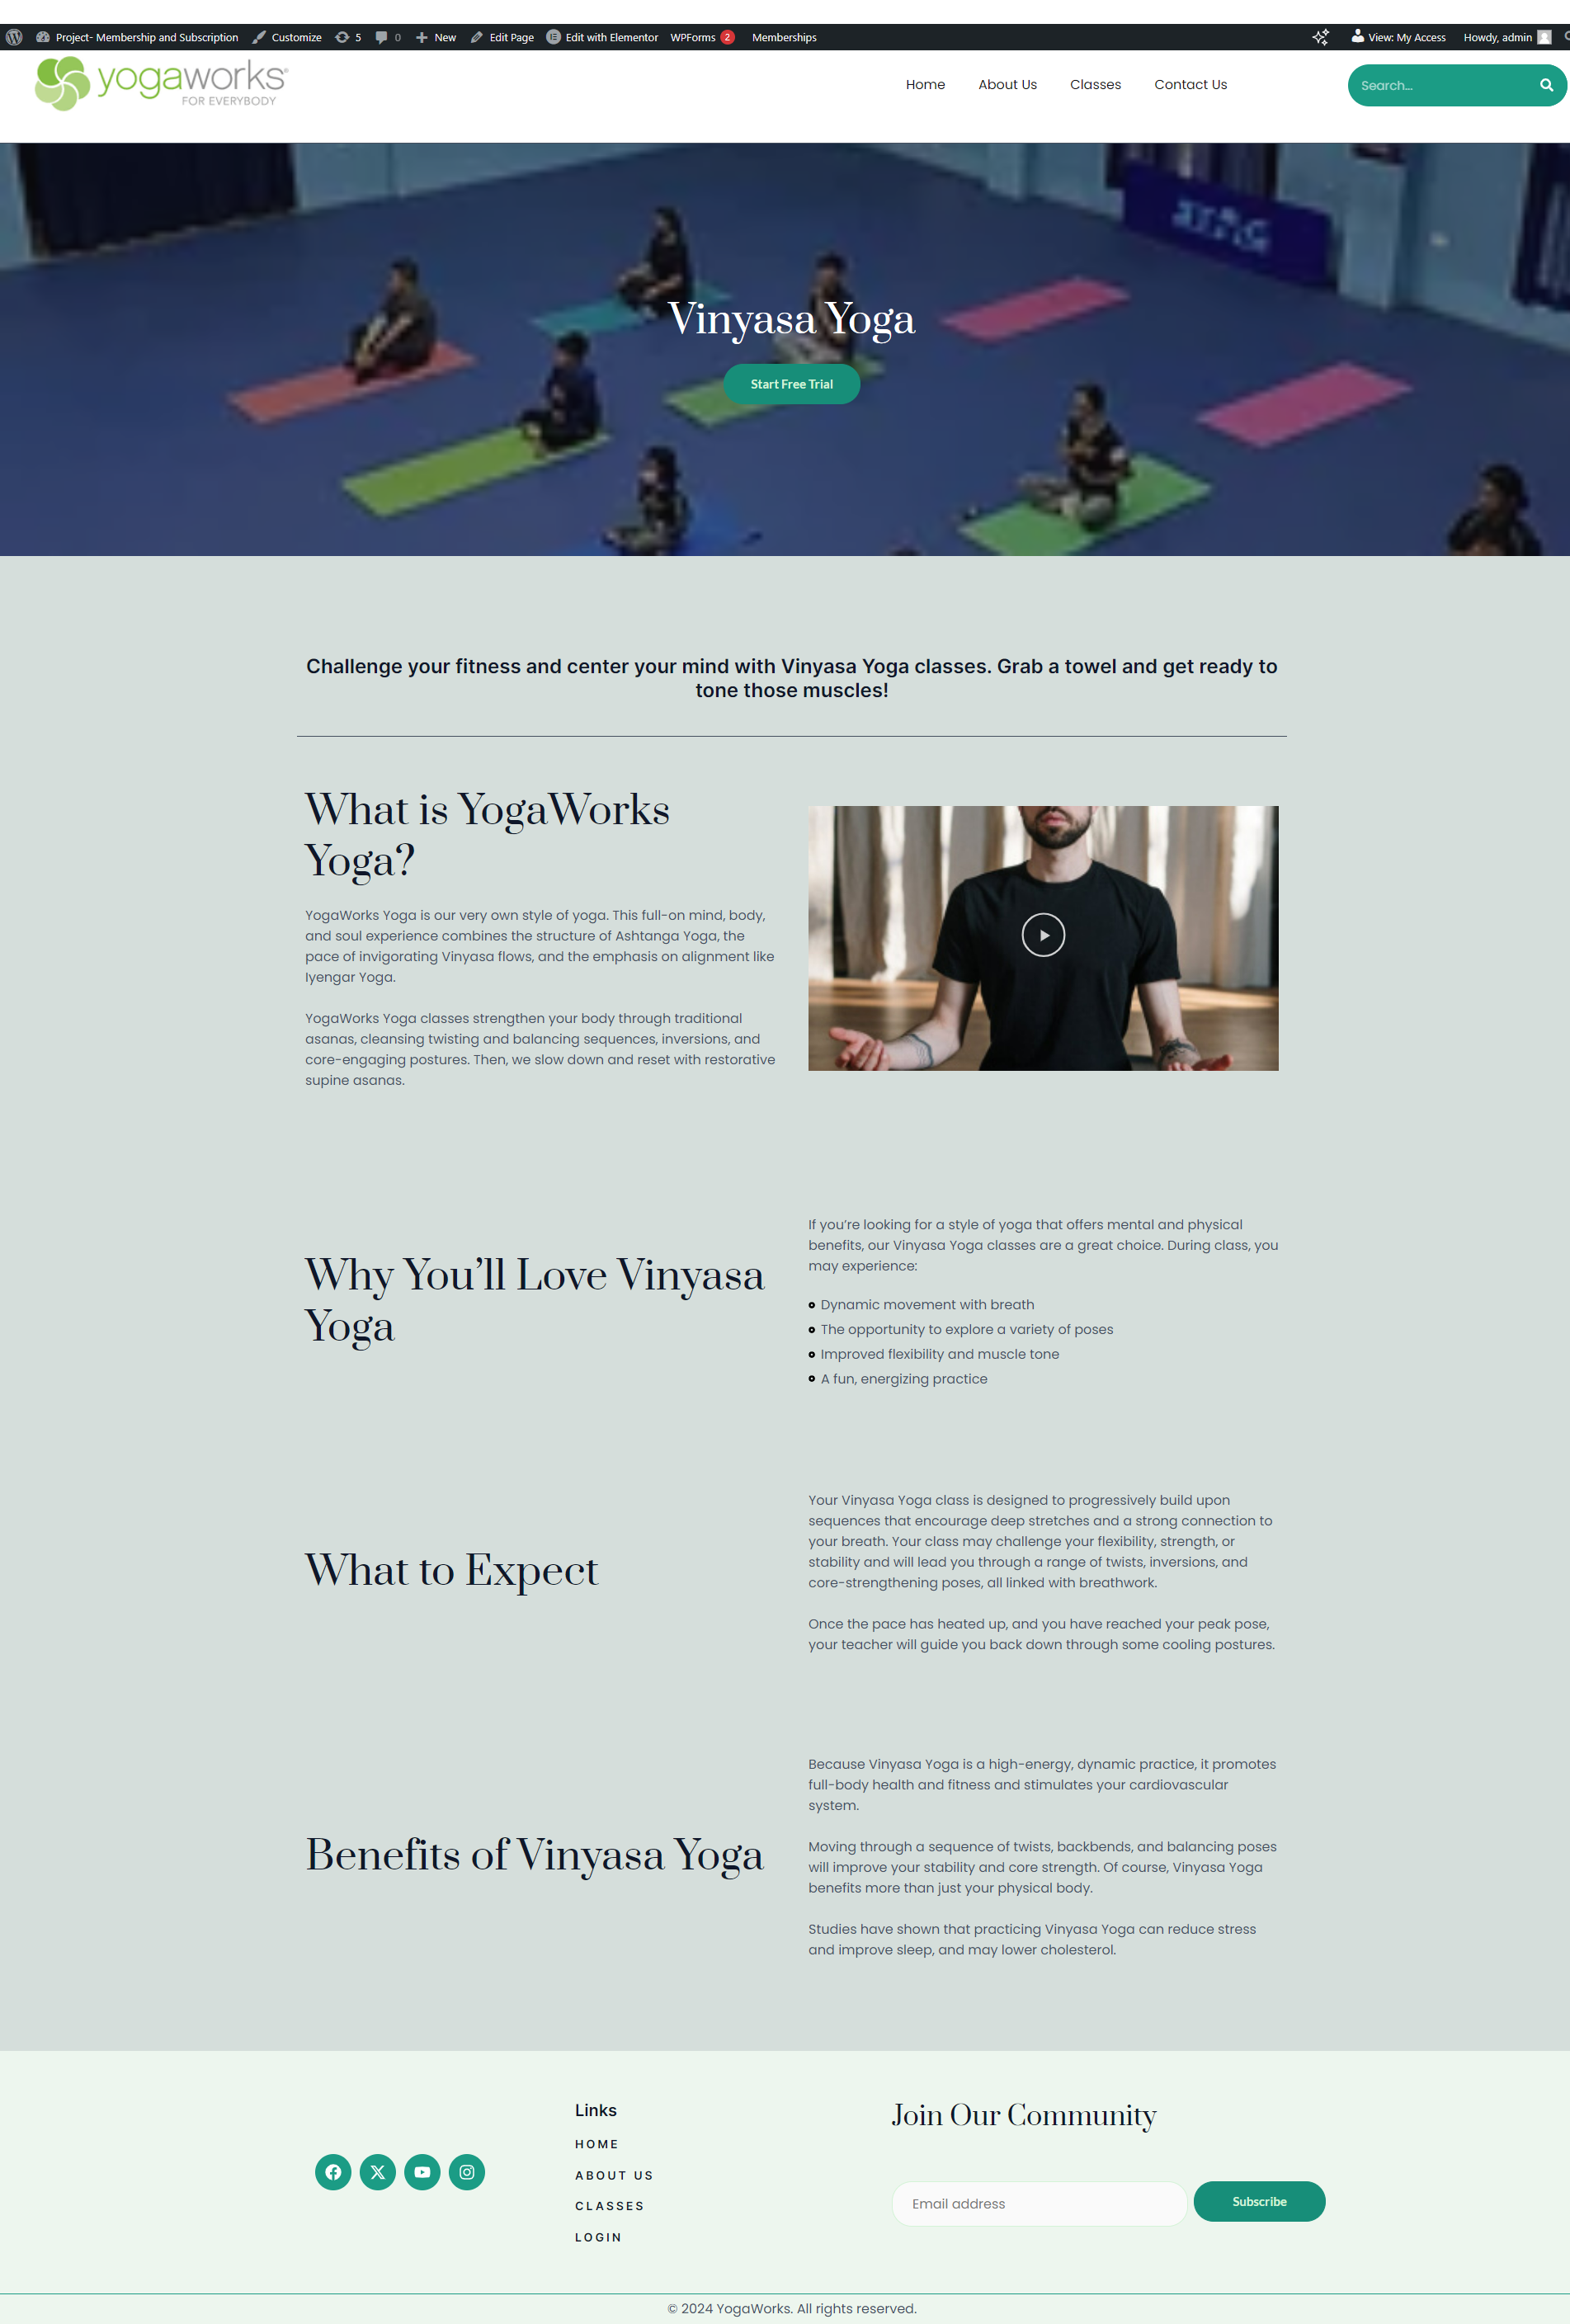 Project- Membership and Subscription Customize 5 0 New Edit Page Edit with Elementor WPForms 2 Memberships View: My Access Howdy, admin
yogaworks®
FOR EVERYBODY
Home About Us Classes Contact Us Search...
Vinyasa Yoga
Start Free Trial
Challenge your fitness and center your mind with Vinyasa Yoga classes. Grab a towel and get ready to
tone those muscles!
What is YogaWorks
Yoga?
YogaWorks Yoga is our very own style of yoga. This full-on mind, body,
and soul experience combines the structure of Ashtanga Yoga, the
pace of invigorating Vinyasa flows, and the emphasis on alignment like
Iyengar Yoga.
YogaWorks Yoga classes strengthen your body through traditional
asanas, cleansing twisting and balancing sequences, inversions, and
core-engaging postures. Then, we slow down and reset with restorative
supine asanas.
Why You’ll Love Vinyasa
Yoga
If you’re looking for a style of yoga that offers mental and physical
benefits, our Vinyasa Yoga classes are a great choice. During class, you
may experience:
Dynamic movement with breath
The opportunity to explore a variety of poses
Improved flexibility and muscle tone
A fun, energizing practice
What to Expect
Your Vinyasa Yoga class is designed to progressively build upon
sequences that encourage deep stretches and a strong connection to
your breath. Your class may challenge your flexibility, strength, or
stability and will lead you through a range of twists, inversions, and
core-strengthening poses, all linked with breathwork.
Once the pace has heated up, and you have reached your peak pose,
your teacher will guide you back down through some cooling postures.
Benefits of Vinyasa Yoga
Because Vinyasa Yoga is a high-energy, dynamic practice, it promotes
full-body health and fitness and stimulates your cardiovascular
system.
Moving through a sequence of twists, backbends, and balancing poses
will improve your stability and core strength. Of course, Vinyasa Yoga
benefits more than just your physical body.
Studies have shown that practicing Vinyasa Yoga can reduce stress
and improve sleep, and may lower cholesterol.
Links
HOME
ABOUT US
CLASSES
LOGIN
Join Our Community
Email address
Subscribe
© 2024 YogaWorks. All rights reserved.